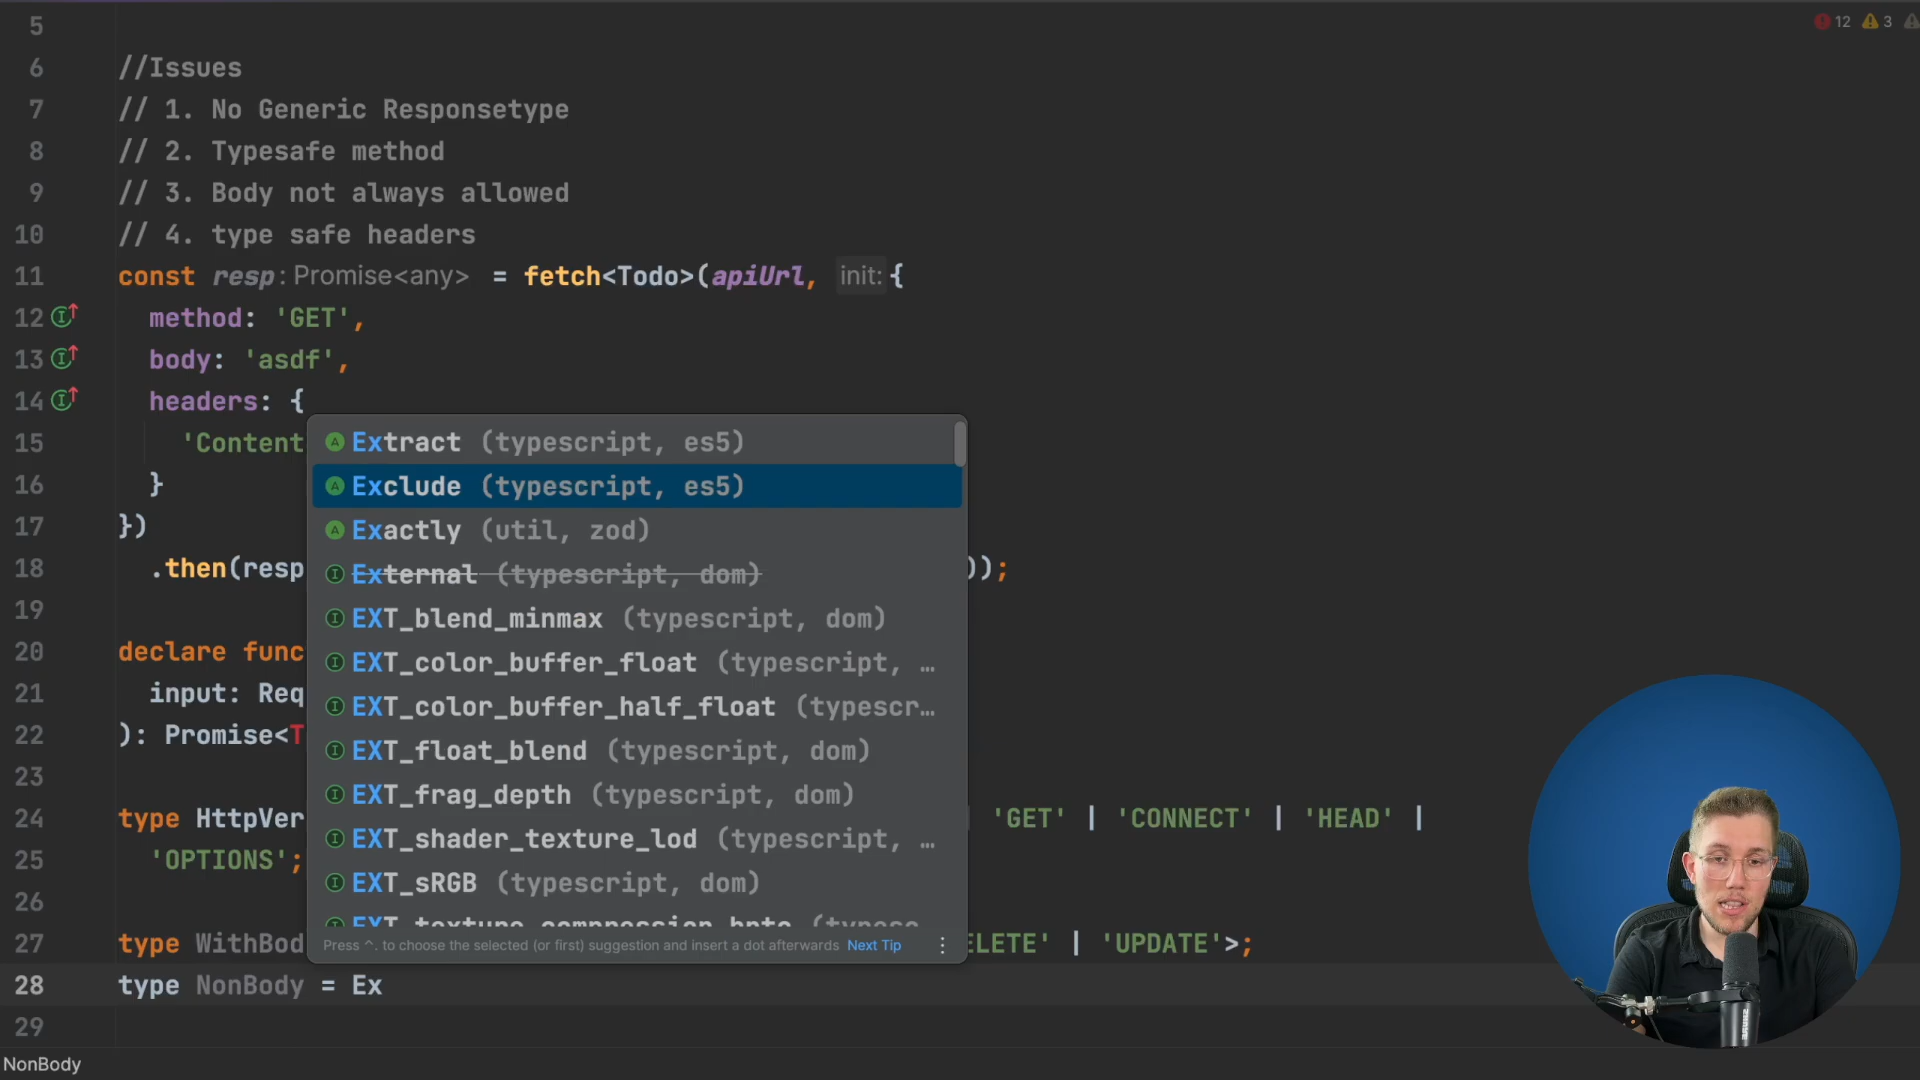 5
12 3
6 //Issues
7 // 1. No Generic Responsetype
8 // 2. Typesafe method
9 // 3. Body not always allowed
10 // 4. type safe headers
11 const resp: Promise<any> = fetch<Todo>(apiUrl, init: {
12 method: 'GET',
13 body: 'asdf',
14 headers: {
15 'Content
16 }
17 })
18 .then(resp ));
19
20 declare func
21 input: Req
22 ): Promise<T
23
24 type HttpVer 'GET' | 'CONNECT' | 'HEAD' |
25 'OPTIONS';
26
27 type WithBod ELETE' | 'UPDATE'>;
28 type NonBody = Ex
29
Extract (typescript, es5)
Exclude (typescript, es5)
Exactly (util, zod)
External (typescript, dom)
EXT_blend_minmax (typescript, dom)
EXT_color_buffer_float (typescript, …
EXT_color_buffer_half_float (typescr…
EXT_float_blend (typescript, dom)
EXT_frag_depth (typescript, dom)
EXT_shader_texture_lod (typescript, …
EXT_sRGB (typescript, dom)
Press ^. to choose the selected (or first) suggestion and insert a dot afterwards Next Tip
NonBody